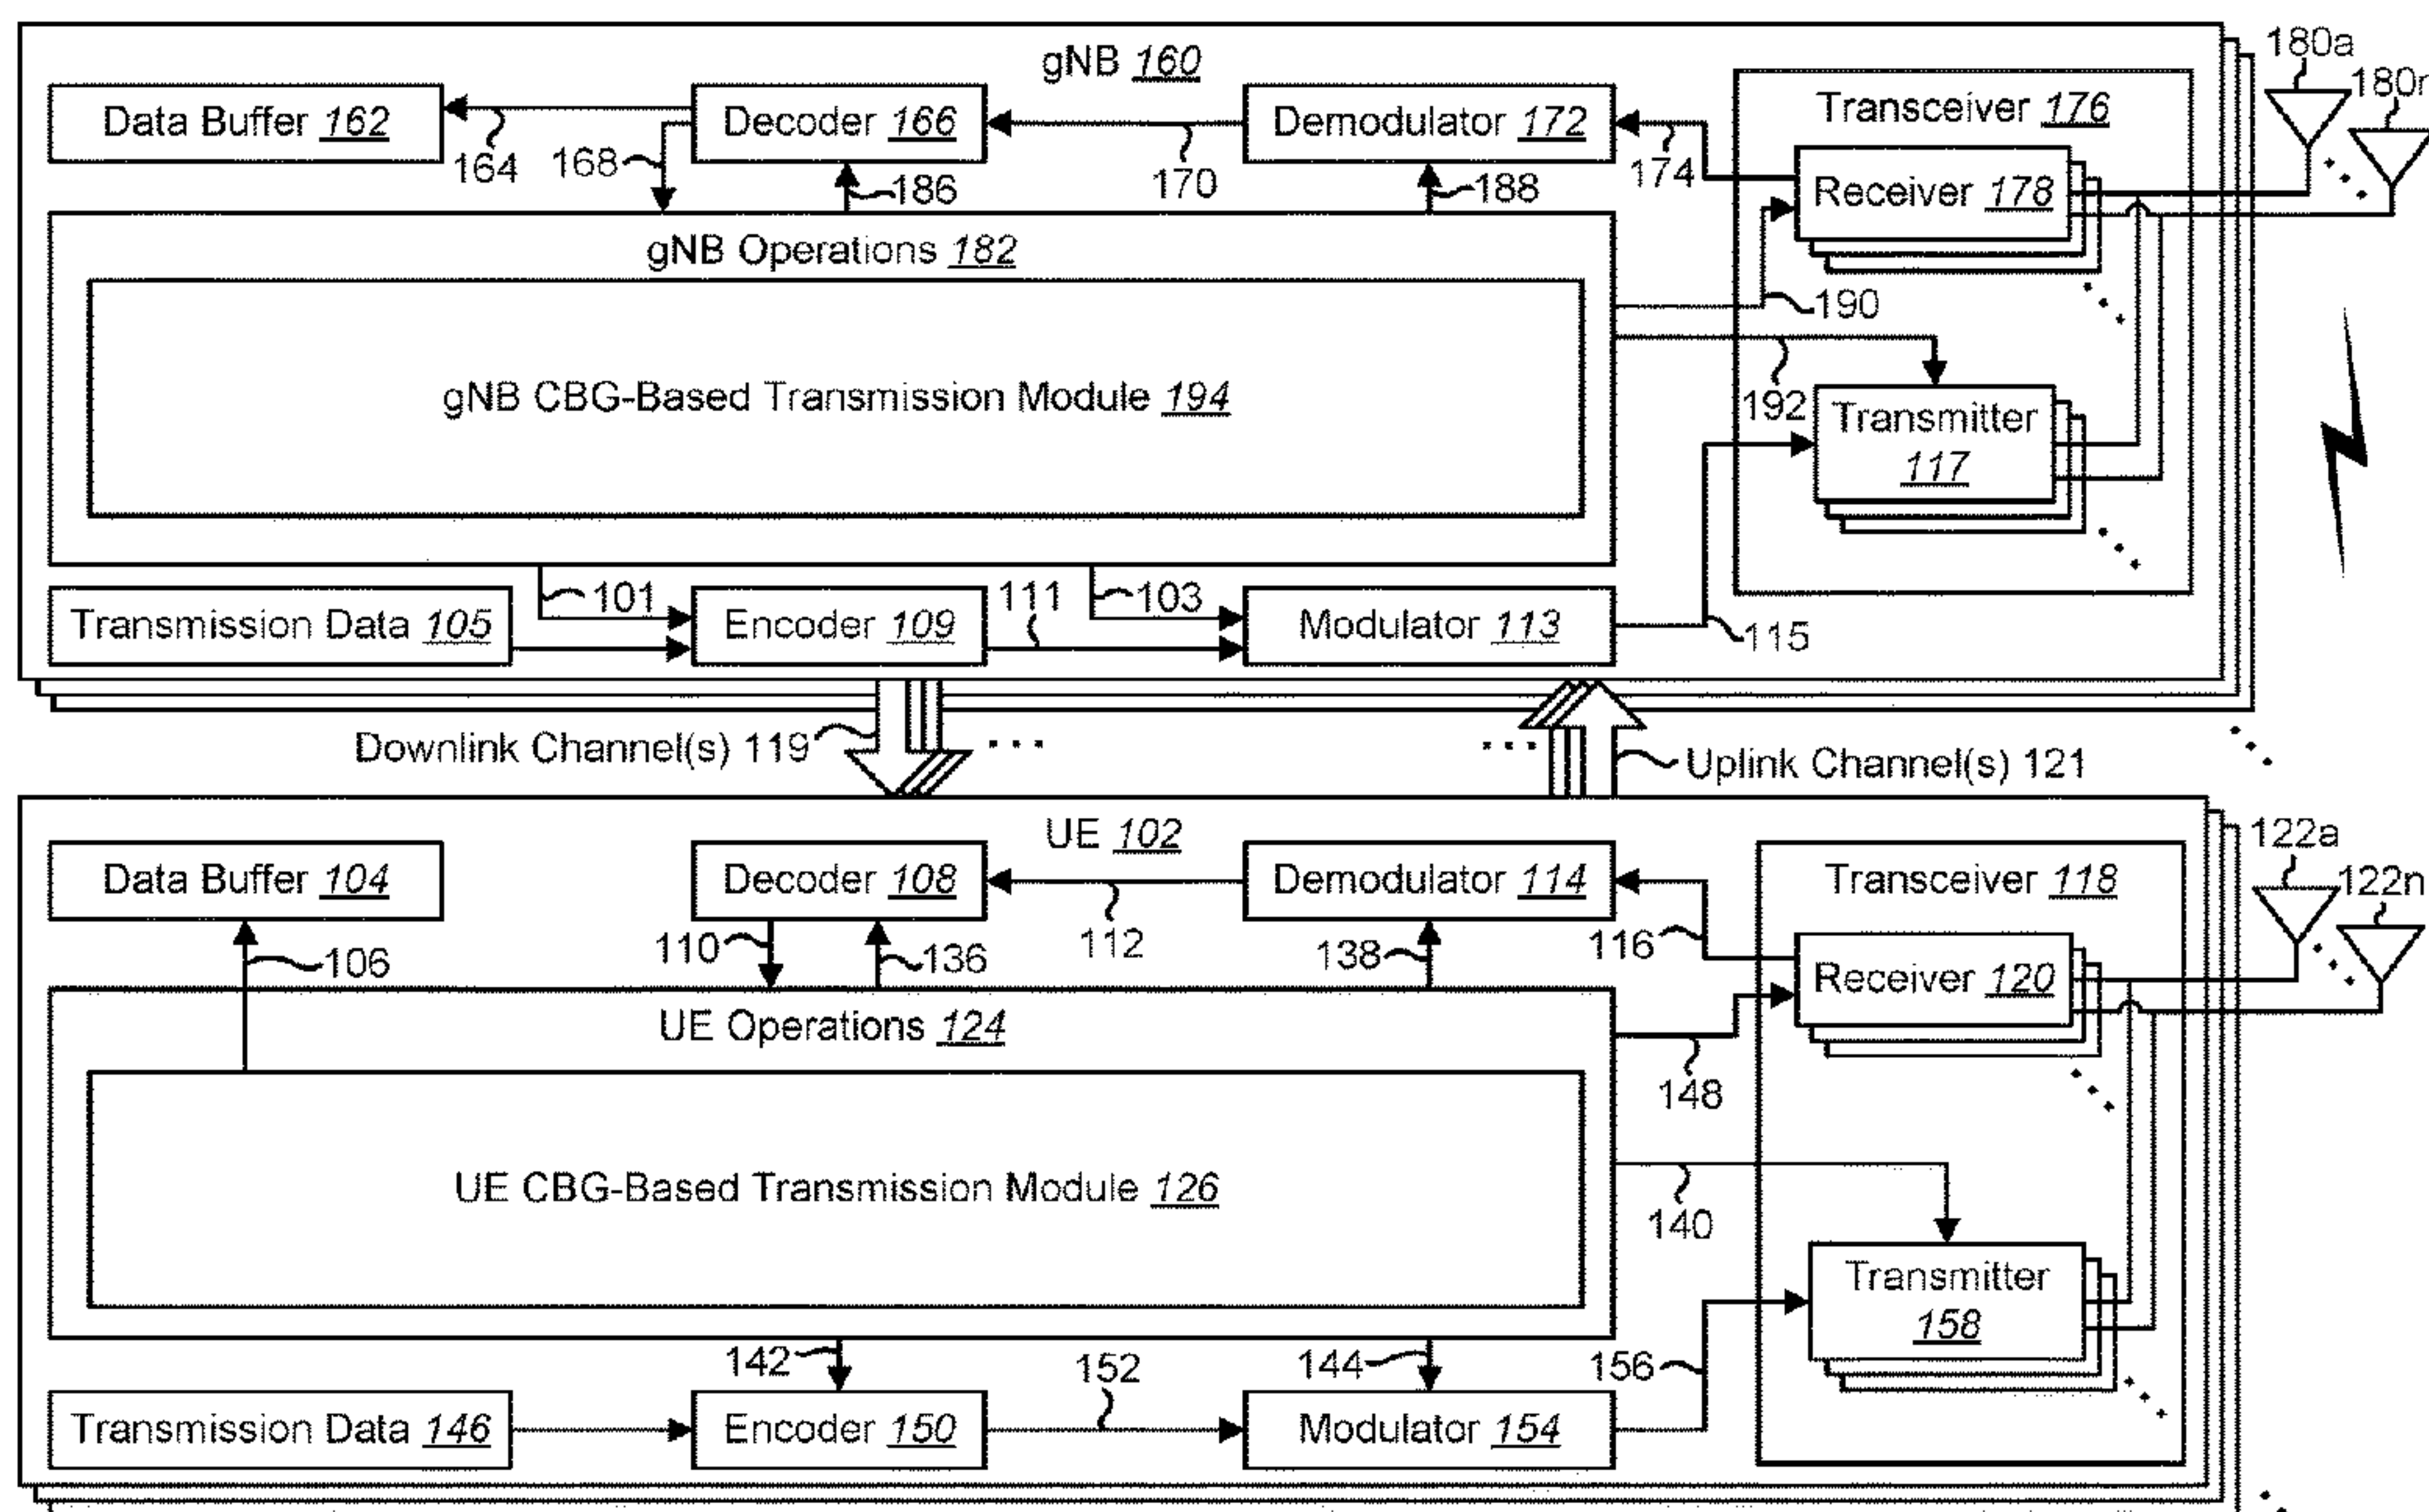 gNB 160
180a
180n
Data Buffer 162
164
168
Decoder 166
186
170
Demodulator 172
188
174
Transceiver 176
Receiver 178
190
gNB Operations 182
gNB CBG-Based Transmission Module 194
192
Transmitter
117
101
111
103
Transmission Data 105
Encoder 109
Modulator 113
115
Downlink Channel(s) 119
...
...
Uplink Channel(s) 121
UE 102
122a
122n
Data Buffer 104
106
Decoder 108
110
136
112
Demodulator 114
138
116
Transceiver 118
Receiver 120
UE Operations 124
148
UE CBG-Based Transmission Module 126
140
Transmitter
158
142
152
144
156
Transmission Data 146
Encoder 150
Modulator 154